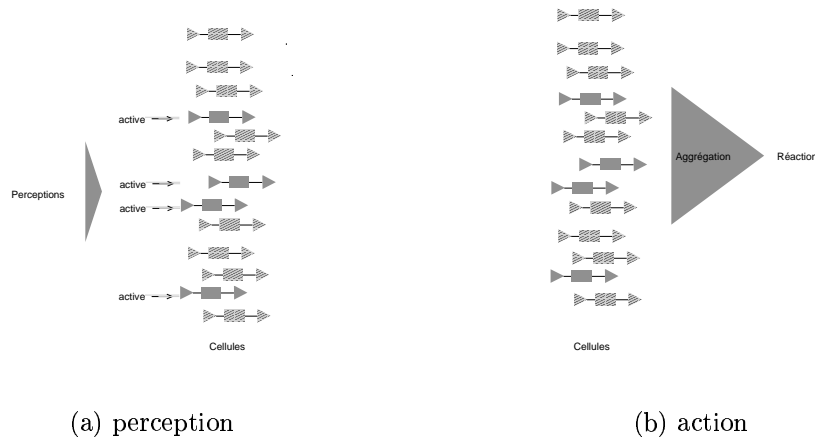 active
active
Perceptions
active
active
Cellules
(a) perception
Aggrégation
Réaction
Cellules
(b) action